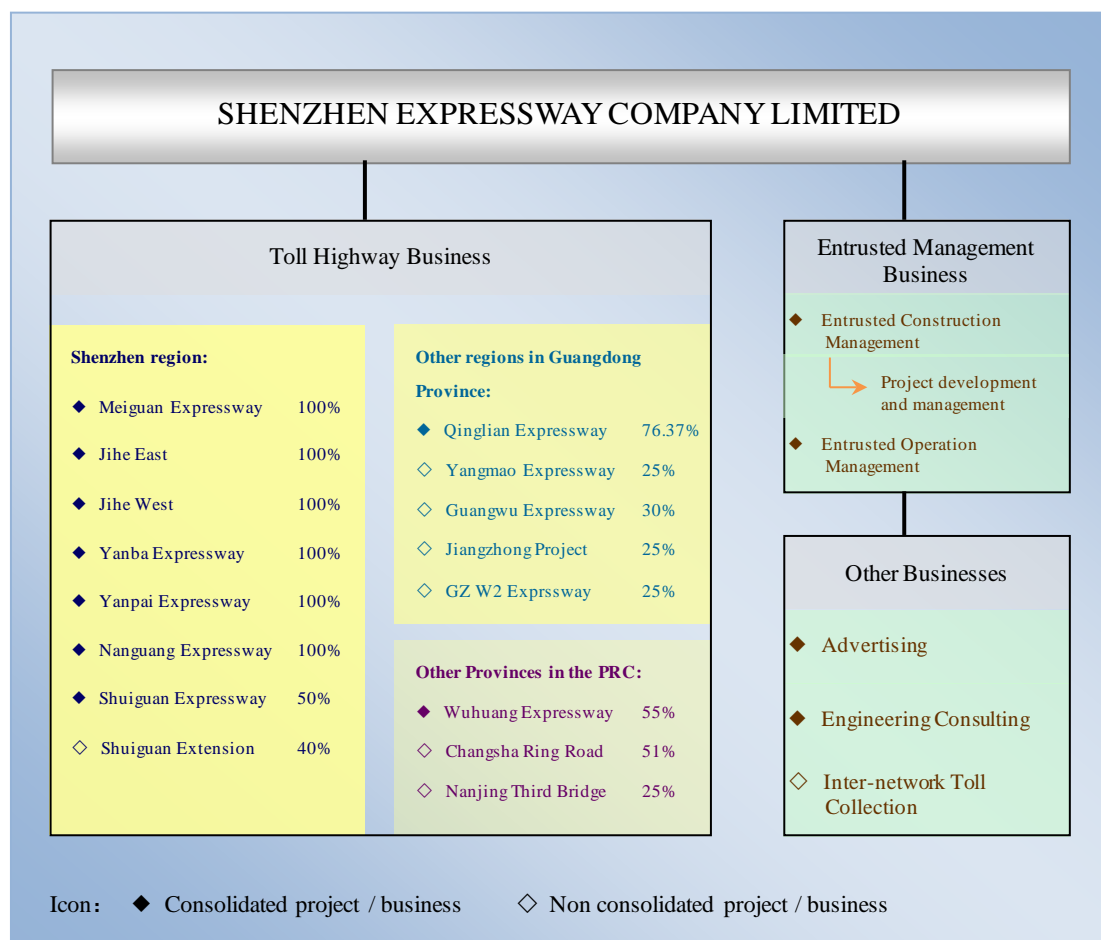 SHENZHEN EXPRESSWAY COMPANY LIMITED
Toll Highway Business
Shenzhen region:
◆ Meiguan Expressway 100%
◆ Jihe East 100%
◆ Jihe West 100%
◆ Yanba Expressway 100%
◆ Yanpai Expressway 100%
◆ Nanguang Expressway 100%
◆ Shuiguan Expressway 50%
◇ Shuiguan Extension 40%
Other regions in Guangdong
Province:
◆ Qinglian Expressway 76.37%
◇ Yangmao Expressway 25%
◇ Guangwu Expressway 30%
◇ Jiangzhong Project 25%
◇ GZ W2 Exprssway 25%
Other Provinces in the PRC:
◆ Wuhuang Expressway 55%
◇ Changsha Ring Road 51%
◇ Nanjing Third Bridge 25%
Entrusted Management
Business
◆ Entrusted Construction
Management
Project development
and management
◆ Entrusted Operation
Management
Other Businesses
◆ Advertising
◆ Engineering Consulting
◇ Inter-network Toll
Collection
Icon： ◆ Consolidated project / business ◇ Non consolidated project / business